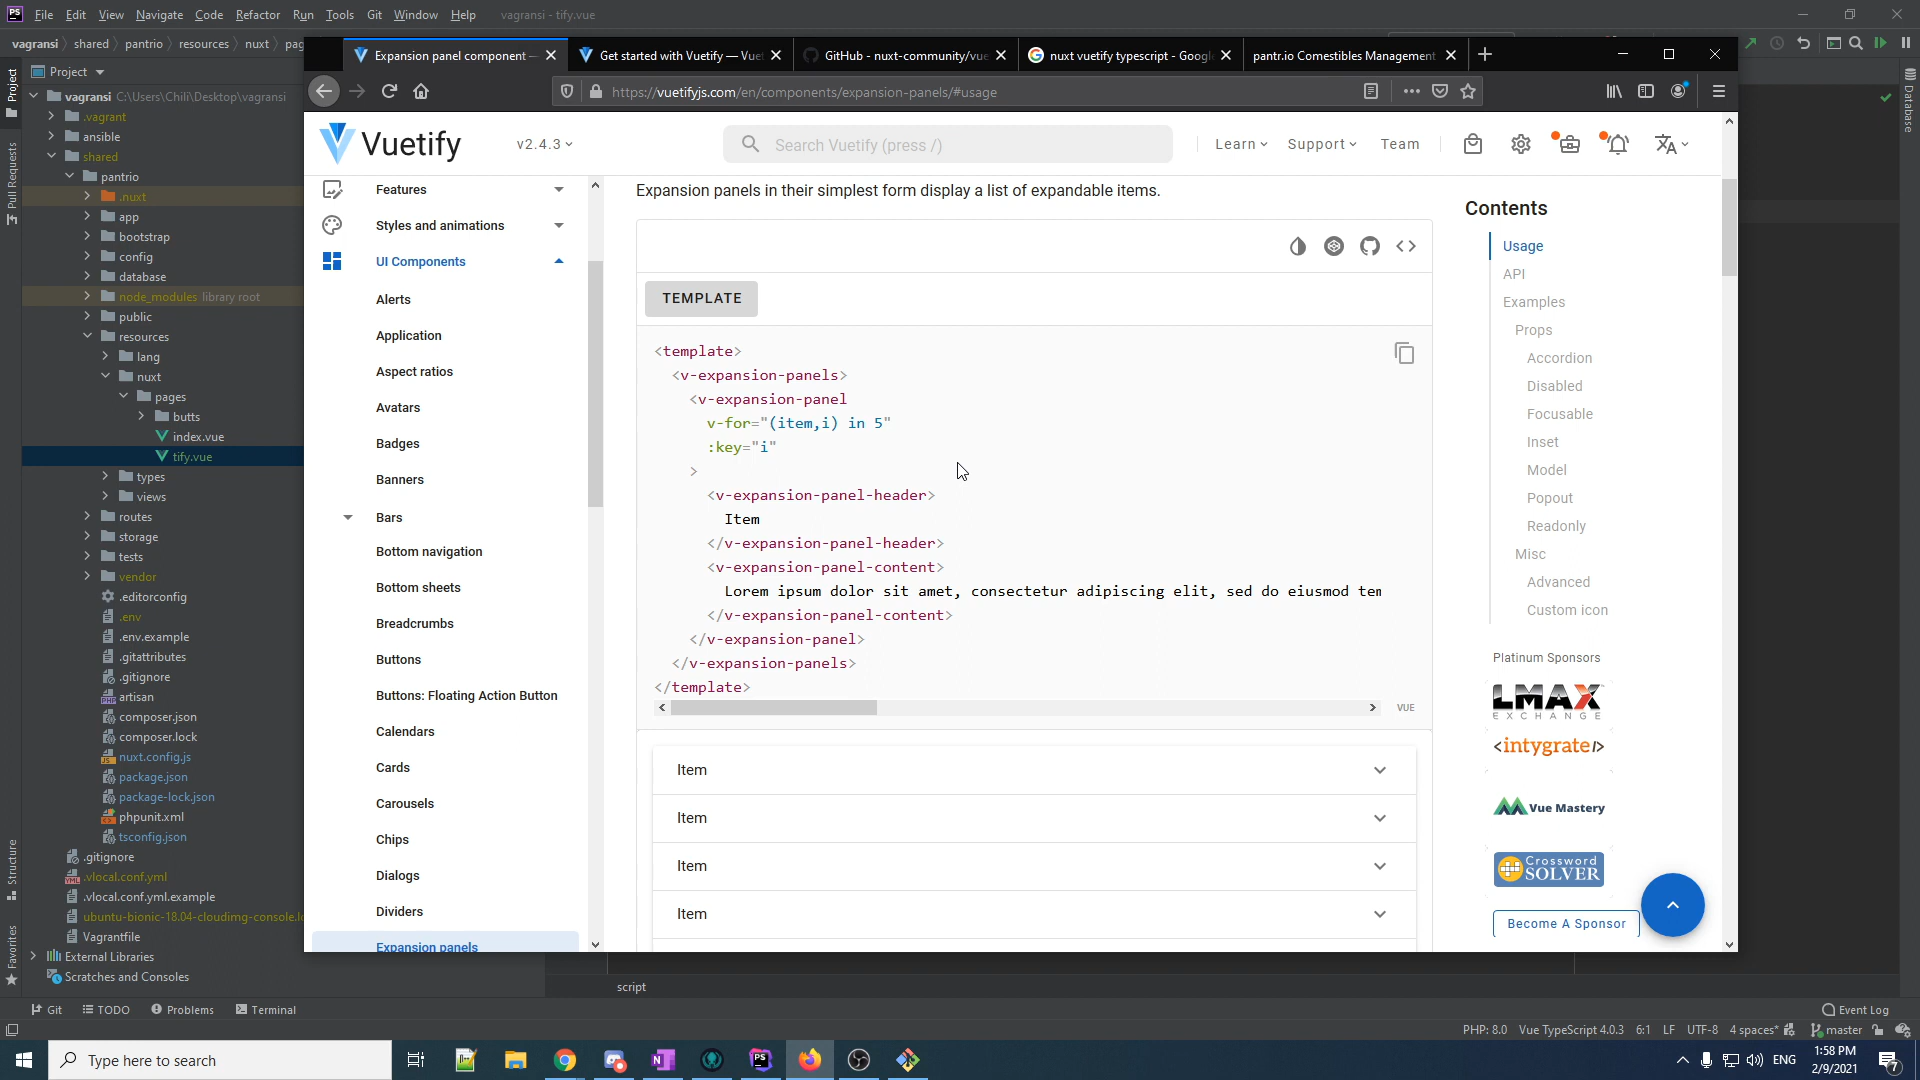 PS File Edit View Navigate Code Refactor Run Tools Git Window Help vagransi - tify.vue
vagransi shared pantrio resources nuxt pag
Expansion panel component —
Get started with Vuetify — Vuet
GitHub - nuxt-community/vue
nuxt vuetify typescript - Google
pantr.io Comestibles Management
https://vuetifyjs.com/en/components/expansion-panels/#usage
Vuetify
v2.4.3
Search Vuetify (press /)
Learn Support Team
Project
Project
Pull Requests
Structure
Favorites
Database
vagransi C:\Users\Chili\Desktop\vagransi
.vagrant
ansible
shared
pantrio
.nuxt
app
bootstrap
config
database
node_modules library root
public
resources
lang
nuxt
pages
butts
index.vue
tify.vue
types
views
routes
storage
tests
vendor
.editorconfig
.env
.env.example
.gitattributes
.gitignore
artisan
composer.json
composer.lock
nuxt.config.js
package.json
package-lock.json
phpunit.xml
tsconfig.json
.gitignore
.vlocal.conf.yml
.vlocal.conf.yml.example
ubuntu-bionic-18.04-cloudimg-console.l
Vagrantfile
External Libraries
Scratches and Consoles
Features
Styles and animations
UI Components
Alerts
Application
Aspect ratios
Avatars
Badges
Banners
Bars
Bottom navigation
Bottom sheets
Breadcrumbs
Buttons
Buttons: Floating Action Button
Calendars
Cards
Carousels
Chips
Dialogs
Dividers
Expansion panels
Expansion panels in their simplest form display a list of expandable items.
TEMPLATE
<template>
<v-expansion-panels>
<v-expansion-panel
v-for="(item,i) in 5"
:key="i"
>
<v-expansion-panel-header>
Item
</v-expansion-panel-header>
<v-expansion-panel-content>
Lorem ipsum dolor sit amet, consectetur adipiscing elit, sed do eiusmod tem
</v-expansion-panel-content>
</v-expansion-panel>
</v-expansion-panels>
</template>
VUE
Item
Item
Item
Item
Contents
Usage
API
Examples
Props
Accordion
Disabled
Focusable
Inset
Model
Popout
Readonly
Misc
Advanced
Custom icon
Platinum Sponsors
LMAX
EXCHANGE
<intygrate/>
Vue Mastery
Crossword
SOLVER
Become A Sponsor
script
Git TODO Problems Terminal
Event Log
PHP: 8.0 Vue TypeScript 4.0.3 6:1 LF UTF-8 4 spaces* master
Type here to search
ENG
1:58 PM
2/9/2021
7